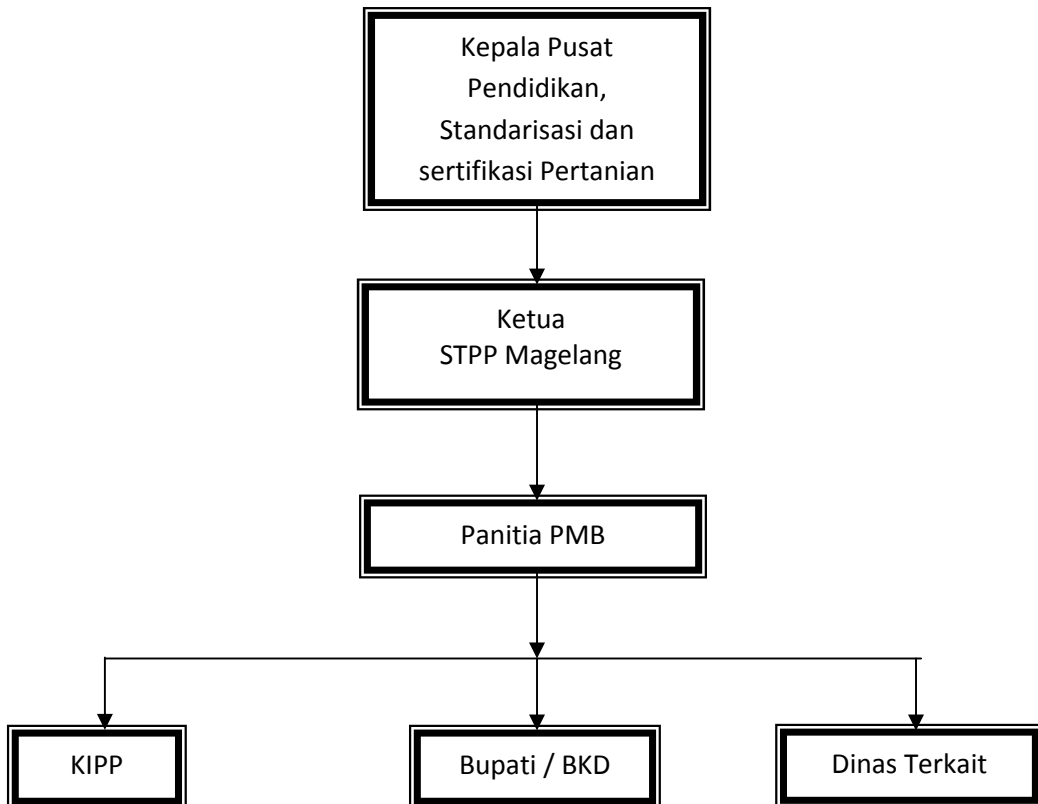 Kepala Pusat
Pendidikan,
Standarisasi dan
sertifikasi Pertanian
Ketua
STPP Magelang
Panitia PMB
KIPP
Bupati / BKD
Dinas Terkait